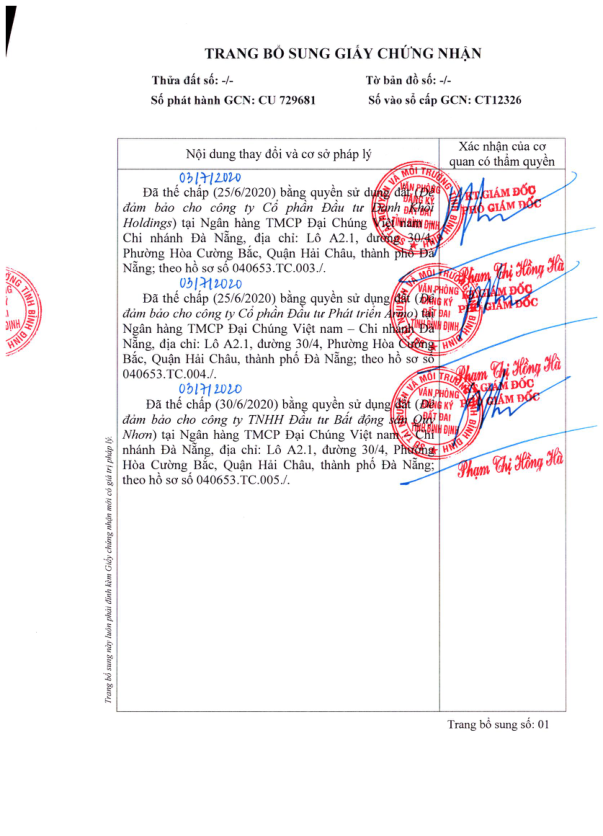 TRANG BỔ SUNG GIẤY CHỨNG NHẬN
Thửa đất số: -/-
Tờ bản đồ số: -/-
Số phát hành GCN: CU 729681
Số vào sổ cấp GCN: CT12326
Nội dung thay đổi và cơ sở pháp lý
Xác nhận của cơ
quan có thẩm quyền
03/7/2020
Đã thế chấp (25/6/2020) bằng quyền sử dụng đất (Để
đảm bảo cho công ty Cổ phần Đầu tư Danh Khôi
Holdings) tại Ngân hàng TMCP Đại Chúng Việt nam –
Chi nhánh Đà Nẵng, địa chỉ: Lô A2.1, đường 30/4,
Phường Hòa Cường Bắc, Quận Hải Châu, thành phố Đà
Nẵng; theo hồ sơ số 040653.TC.003./.
KT.GIÁM ĐỐC
PHÓ GIÁM ĐỐC
Phạm Thị Hồng Hà
03/7/2020
Đã thế chấp (25/6/2020) bằng quyền sử dụng đất (Để
đảm bảo cho công ty Cổ phần Đầu tư Phát triển) tại
Ngân hàng TMCP Đại Chúng Việt nam – Chi nhánh Đà
Nẵng, địa chỉ: Lô A2.1, đường 30/4, Phường Hòa Cường
Bắc, Quận Hải Châu, thành phố Đà Nẵng; theo hồ sơ số
040653.TC.004./.
KT.GIÁM ĐỐC
PHÓ GIÁM ĐỐC
Phạm Thị Hồng Hà
03/7/2020
Đã thế chấp (30/6/2020) bằng quyền sử dụng đất (Để
đảm bảo cho công ty TNHH Đầu tư Bất động sản Quy
Nhơn) tại Ngân hàng TMCP Đại Chúng Việt nam – Chi
nhánh Đà Nẵng, địa chỉ: Lô A2.1, đường 30/4, Phường
Hòa Cường Bắc, Quận Hải Châu, thành phố Đà Nẵng;
theo hồ sơ số 040653.TC.005./.
KT.GIÁM ĐỐC
PHÓ GIÁM ĐỐC
Phạm Thị Hồng Hà
VĂN PHÒNG
ĐĂNG KÝ
ĐẤT ĐAI
TỈNH BÌNH ĐỊNH
Trang bổ sung này luôn phải đính kèm Giấy chứng nhận mới có giá trị pháp lý.
Trang bổ sung số: 01